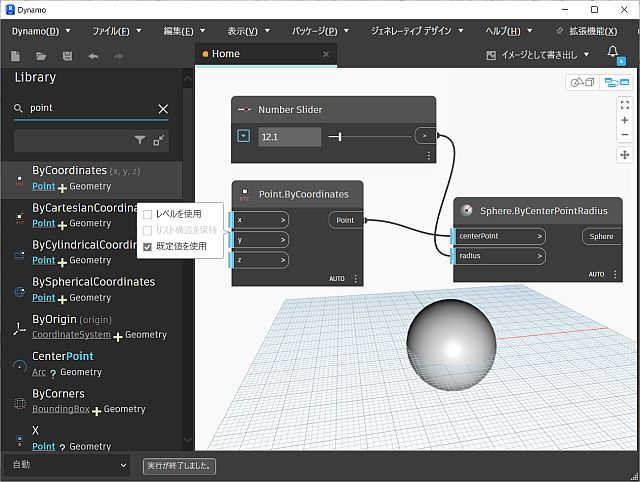 Dynamo
Dynamo(D) ファイル(F) 編集(E) 表示(V) パッケージ(P) ジェネレーティブ デザイン ヘルプ(H) 拡張機能(X)
Home
イメージとして書き出し
4
Library
point
ByCoordinates (x, y, z)
Point Geometry
ByCartesianCoordin
Point Geometry
ByCylindricalCoordin
Point Geometry
BySphericalCoordinates
Point Geometry
ByOrigin (origin)
CoordinateSystem Geometry
CenterPoint
Arc ? Geometry
ByCorners
BoundingBox Geometry
X
Point ? Geometry
レベルを使用
リスト構造を保持
既定値を使用
Number Slider
12.1
>
Point.ByCoordinates
x >
y >
z >
Point
AUTO
Sphere.ByCenterPointRadius
centerPoint >
radius >
Sphere
AUTO
自動
実行が終了しました。